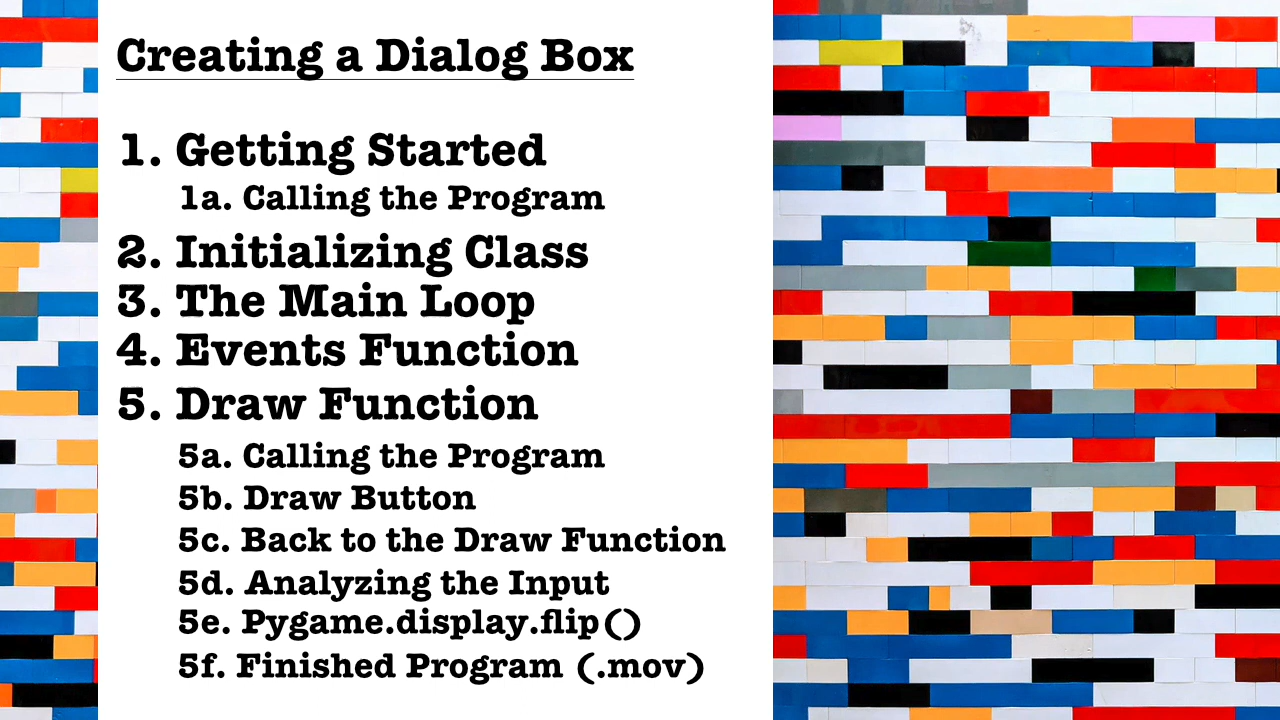 Creating a Dialog Box
1. Getting Started
1a. Calling the Program
2. Initializing Class
3. The Main Loop
4. Events Function
5. Draw Function
5a. Calling the Program
5b. Draw Button
5c. Back to the Draw Function
5d. Analyzing the Input
5e. Pygame.display.flip()
5f. Finished Program (.mov)